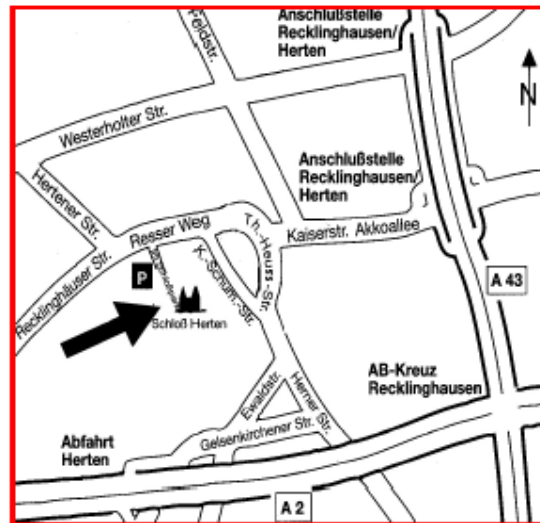 Feldstr.
Anschlußstelle
Recklinghausen/
Herten
N
Westerholter Str.
Hertener Str.
Anschlußstelle
Recklinghausen/
Herten
Resser Weg
Th.-Heuss-Str.
Kaiserstr. Akkoallee
Recklinghäuser Str.
P
K.-Schum.-Str.
A 43
Schloß Herten
AB-Kreuz
Recklinghausen
Ewaldstr.
Herner Str.
Gelsenkirchener Str.
Abfahrt
Herten
A 2